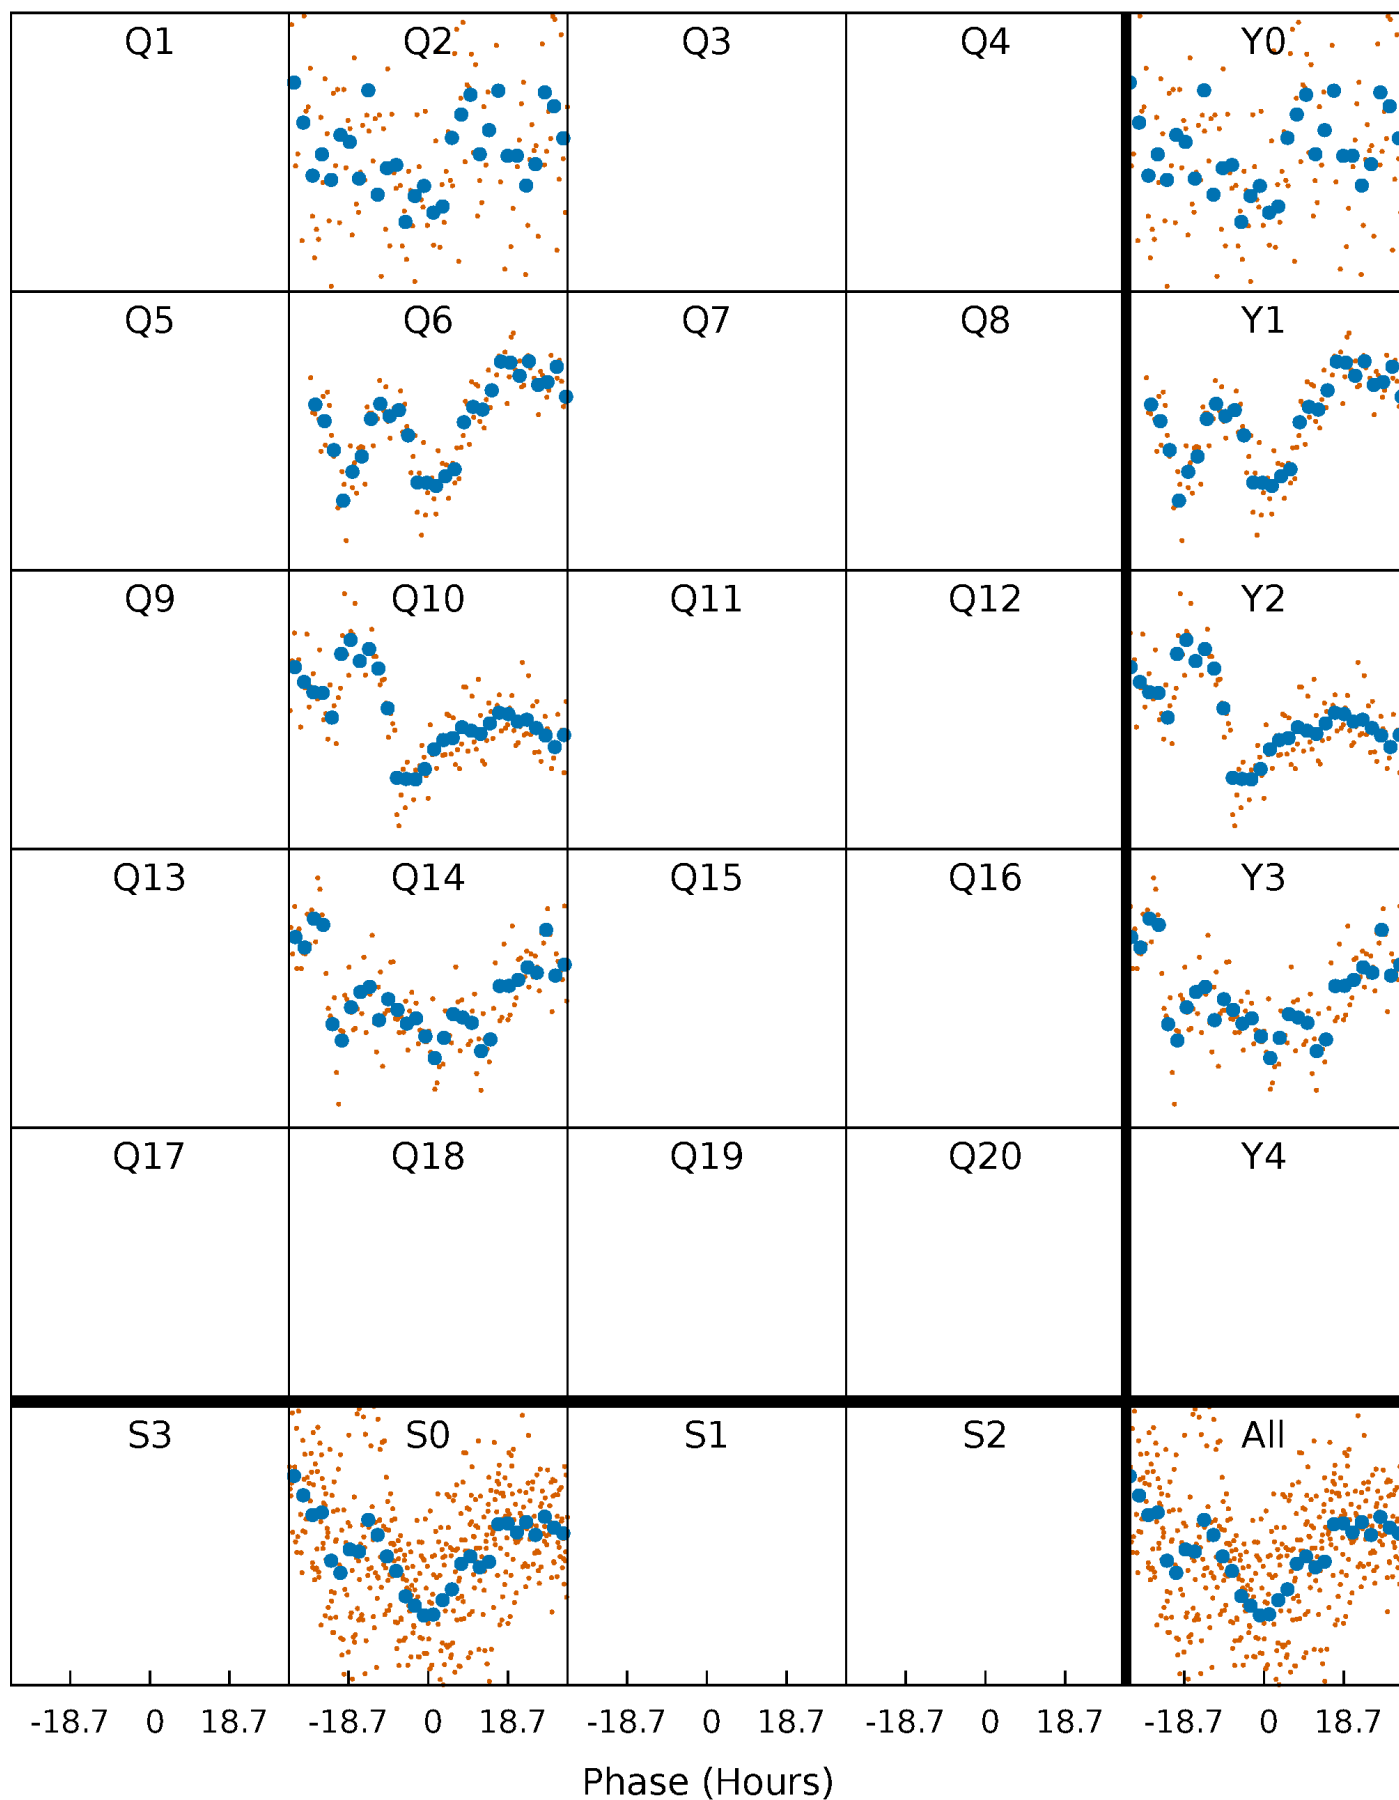 Q1 Q2 Q3 Q4 Y0
Q5 Q6 Q7 Q8 Y1
Q9 Q10 Q11 Q12 Y2
Q13 Q14 Q15 Q16 Y3
Q17 Q18 Q19 Q20 Y4
S3 S0 S1 S2 All
-18.7 0 18.7 -18.7 0 18.7 -18.7 0 18.7 -18.7 0 18.7 -18.7 0 18.7
Phase (Hours)